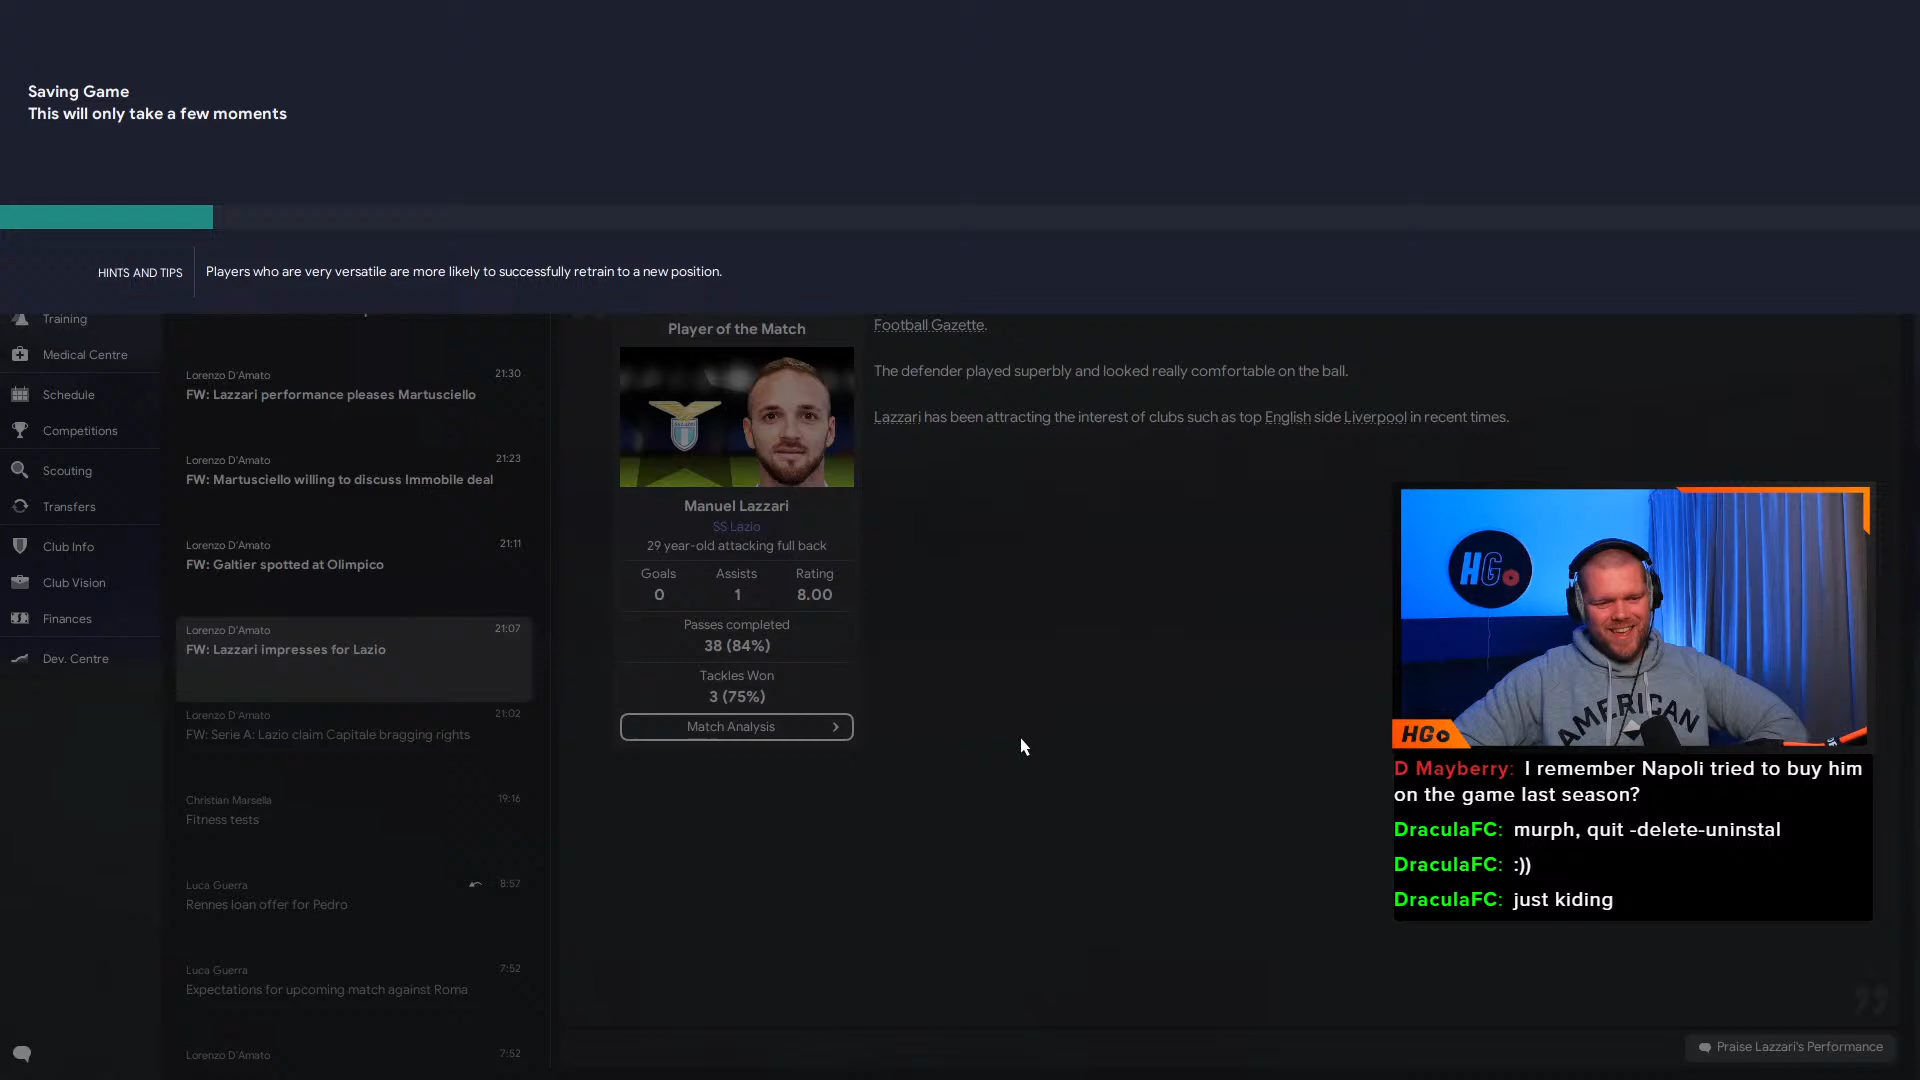 Saving Game
This will only take a few moments
HINTS AND TIPS
Players who are very versatile are more likely to successfully retrain to a new position.
Training
Medical Centre
Schedule
Competitions
Scouting
Transfers
Club Info
Club Vision
Finances
Dev. Centre
Lorenzo D'Amato 21:30
FW: Lazzari performance pleases Martusciello
Lorenzo D'Amato 21:23
FW: Martusciello willing to discuss Immobile deal
Lorenzo D'Amato 21:11
FW: Galtier spotted at Olimpico
Lorenzo D'Amato 21:07
FW: Lazzari impresses for Lazio
Lorenzo D'Amato 21:02
FW: Serie A: Lazio claim Capitale bragging rights
Christian Marsella 19:16
Fitness tests
Luca Guerra 8:57
Rennes loan offer for Pedro
Luca Guerra 7:52
Expectations for upcoming match against Roma
Lorenzo D'Amato 7:52
Player of the Match
Manuel Lazzari
SS Lazio
29 year-old attacking full back
Goals Assists Rating
0 1 8.00
Passes completed
38 (84%)
Tackles Won
3 (75%)
Match Analysis
Football Gazette.
The defender played superbly and looked really comfortable on the ball.
Lazzari has been attracting the interest of clubs such as top English side Liverpool in recent times.
HG
AMERICAN
HG
D Mayberry: I remember Napoli tried to buy him
on the game last season?
DraculaFC: murph, quit -delete-uninstal
DraculaFC: :))
DraculaFC: just kiding
Praise Lazzari's Performance